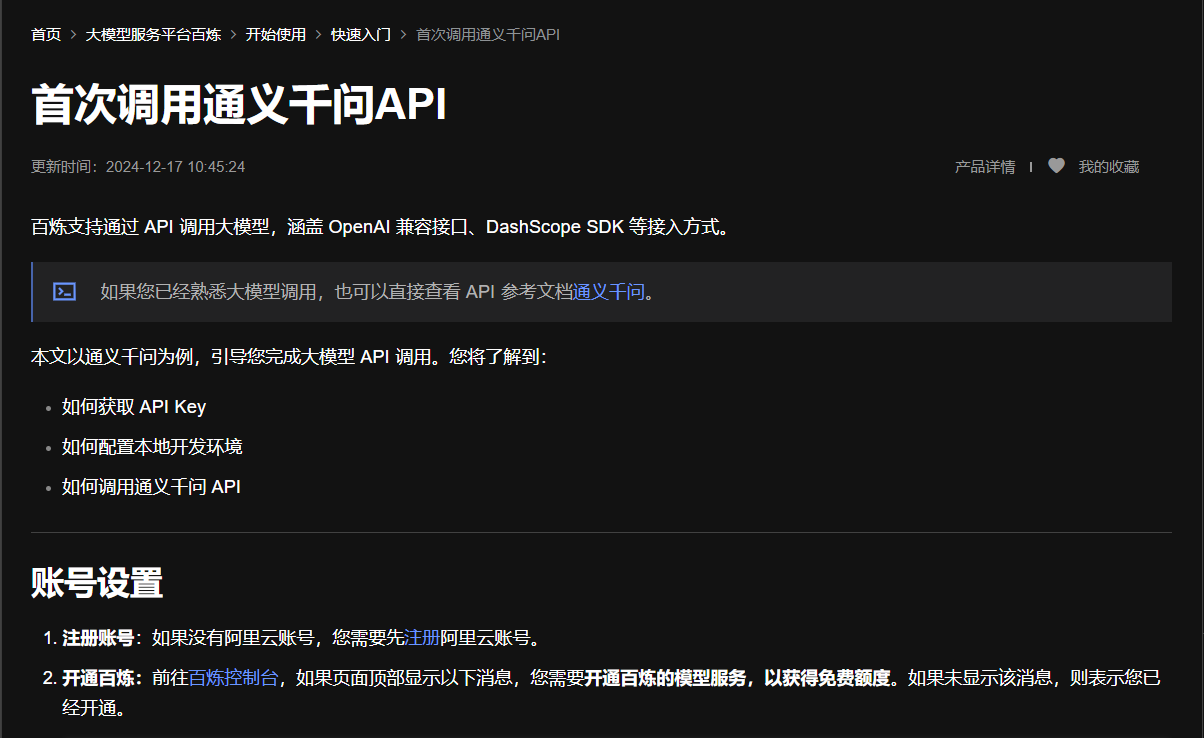 首页 > 大模型服务平台百炼 > 开始使用 > 快速入门 > 首次调用通义千问API
首次调用通义千问API
更新时间：2024-12-17 10:45:24
产品详情 | 我的收藏
百炼支持通过 API 调用大模型，涵盖 OpenAI 兼容接口、DashScope SDK 等接入方式。
如果您已经熟悉大模型调用，也可以直接查看 API 参考文档通义千问。
本文以通义千问为例，引导您完成大模型 API 调用。您将了解到：
• 如何获取 API Key
• 如何配置本地开发环境
• 如何调用通义千问 API
账号设置
1. 注册账号：如果没有阿里云账号，您需要先注册阿里云账号。
2. 开通百炼：前往百炼控制台，如果页面顶部显示以下消息，您需要开通百炼的模型服务，以获得免费额度。如果未显示该消息，则表示您已
经开通。